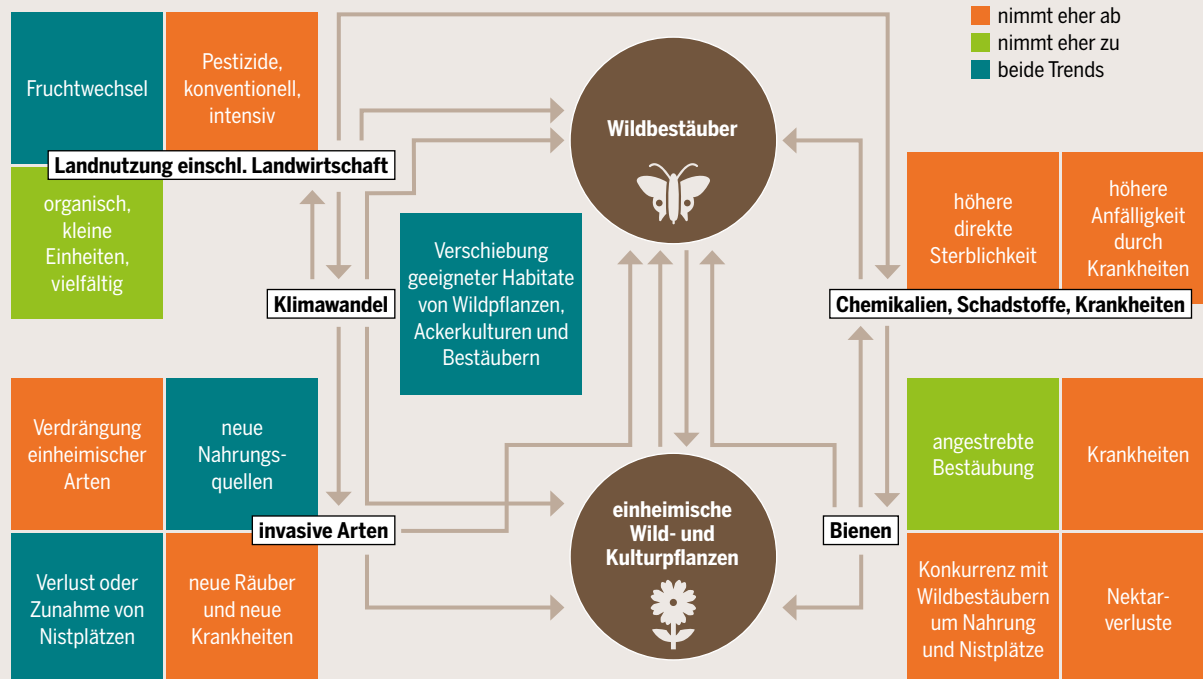 nimmt eher ab
nimmt eher zu
beide Trends
Fruchtwechsel
Pestizide,
konventionell,
intensiv
Landnutzung einschl. Landwirtschaft
organisch,
kleine
Einheiten,
vielfältig
Wildbestäuber
Verschiebung
geeigneter Habitate
von Wildpflanzen,
Ackerkulturen und
Bestäubern
Klimawandel
höhere
direkte
Sterblichkeit
höhere
Anfälligkeit
durch
Krankheiten
Chemikalien, Schadstoffe, Krankheiten
Verdrängung
einheimischer
Arten
neue
Nahrungs-
quellen
invasive Arten
Verlust oder
Zunahme von
Nistplätzen
neue Räuber
und neue
Krankheiten
einheimische
Wild- und
Kulturpflanzen
angestrebte
Bestäubung
Krankheiten
Bienen
Konkurrenz mit
Wildbestäubern
um Nahrung
und Nistplätze
Nektar-
verluste